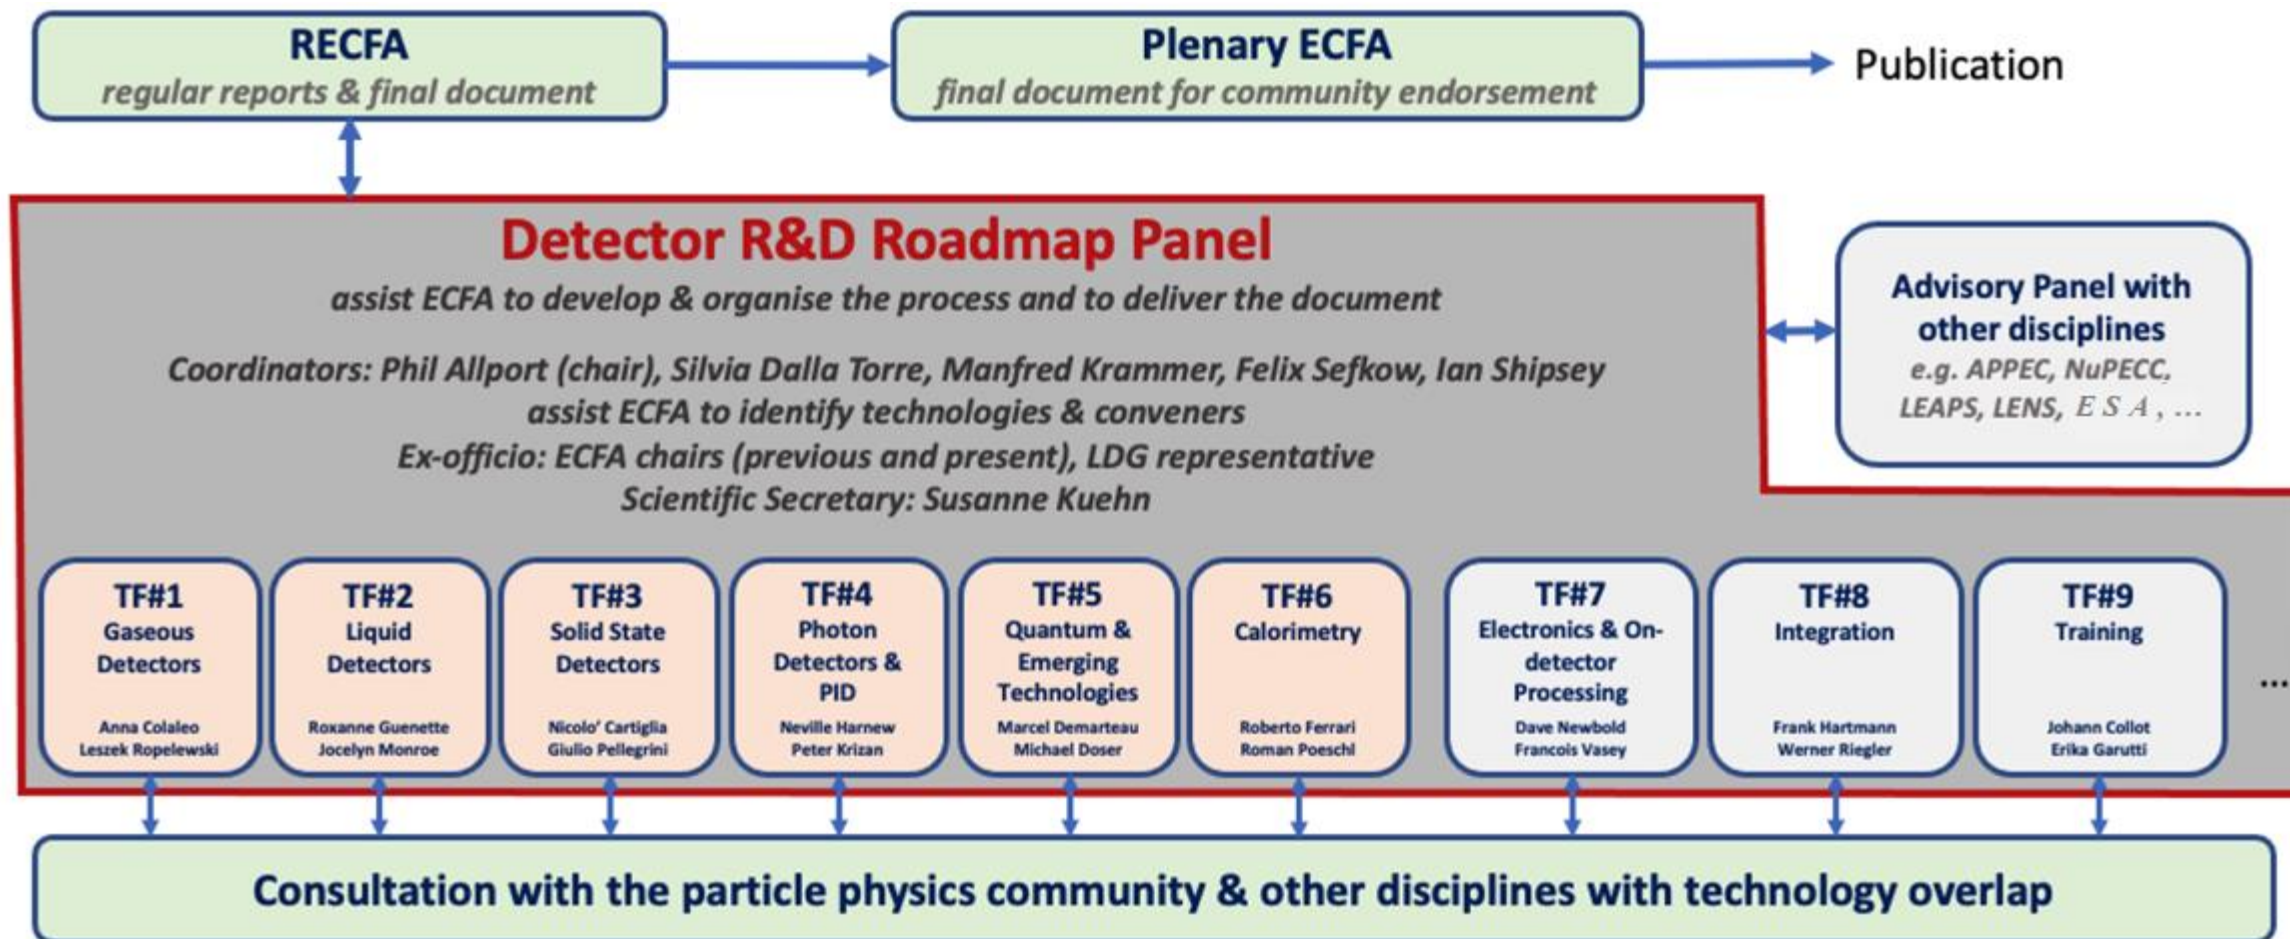 RECFA
regular reports & final document
Plenary ECFA
final document for community endorsement
Publication
Detector R&D Roadmap Panel
assist ECFA to develop & organise the process and to deliver the document
Coordinators: Phil Allport (chair), Silvia Dalla Torre, Manfred Krammer, Felix Sefkow, Ian Shipsey
assist ECFA to identify technologies & conveners
Ex-officio: ECFA chairs (previous and present), LDG representative
Scientific Secretary: Susanne Kuehn
Advisory Panel with
other disciplines
e.g. APPEC, NuPECC,
LEAPS, LENS, E S A , ...
TF#1
Gaseous
Detectors
Anna Colaleo
Leszek Ropelewski
TF#2
Liquid
Detectors
Roxanne Guenette
Jocelyn Monroe
TF#3
Solid State
Detectors
Nicolo' Cartiglia
Giulio Pellegrini
TF#4
Photon
Detectors &
PID
Neville Harnew
Peter Krizan
TF#5
Quantum &
Emerging
Technologies
Marcel Demarteau
Michael Doser
TF#6
Calorimetry
Roberto Ferrari
Roman Poeschl
TF#7
Electronics & On-
detector
Processing
Dave Newbold
Francois Vasey
TF#8
Integration
Frank Hartmann
Werner Riegler
TF#9
Training
Johann Collot
Erika Garutti
...
Consultation with the particle physics community & other disciplines with technology overlap